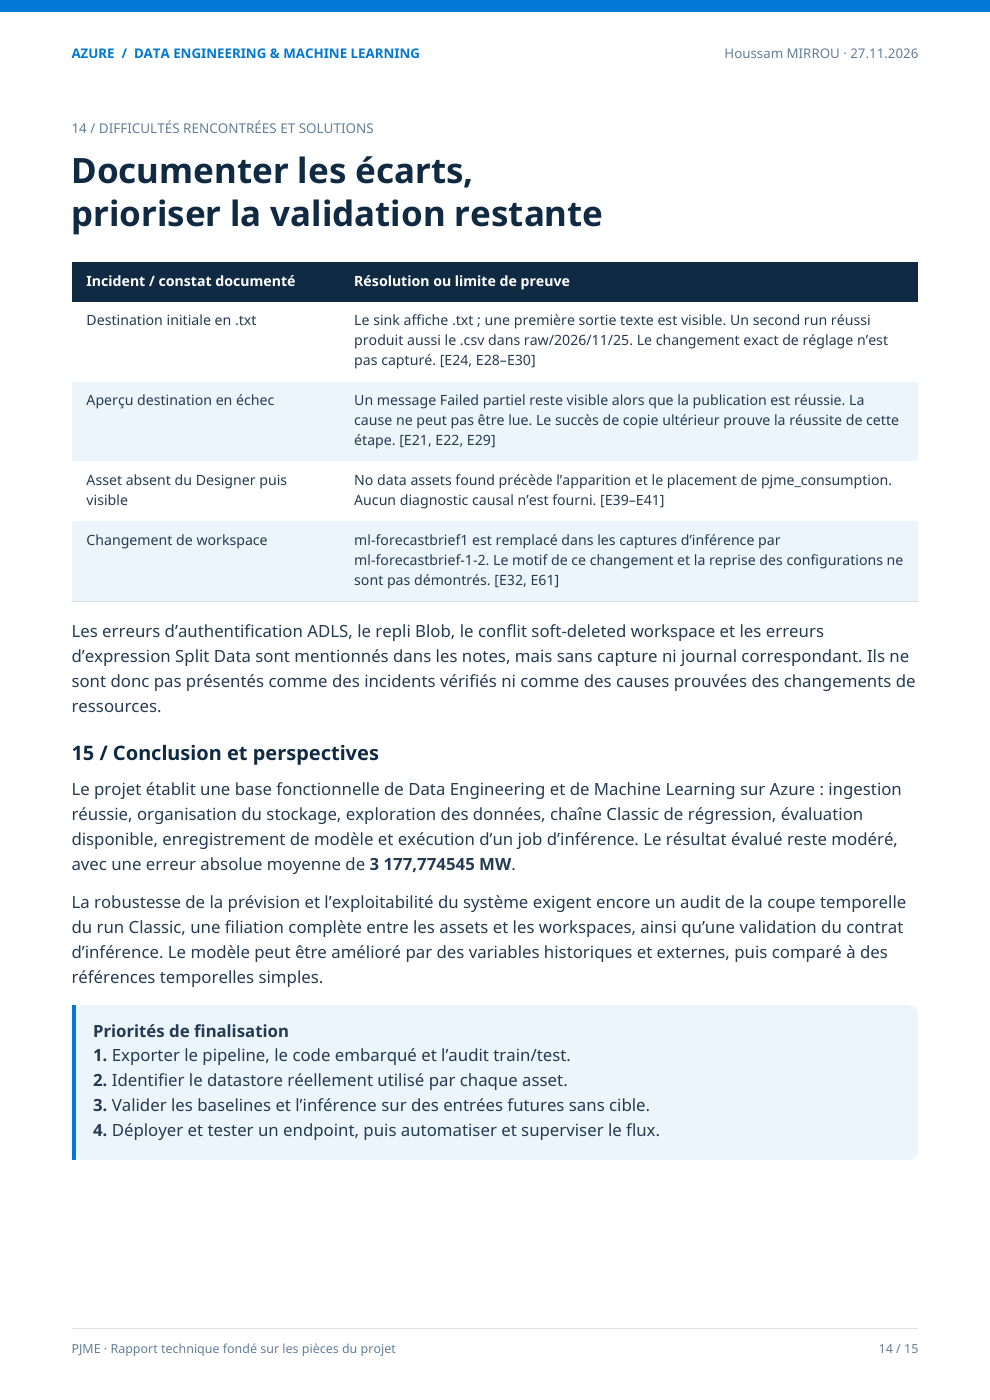 AZURE / DATA ENGINEERING & MACHINE LEARNING
Houssam MIRROU · 27.11.2026
14 / DIFFICULTÉS RENCONTRÉES ET SOLUTIONS
Documenter les écarts,
prioriser la validation restante
Incident / constat documenté
Résolution ou limite de preuve
Destination initiale en .txt
Le sink affiche .txt ; une première sortie texte est visible. Un second run réussi
produit aussi le .csv dans raw/2026/11/25. Le changement exact de réglage n’est
pas capturé. [E24, E28–E30]
Aperçu destination en échec
Un message Failed partiel reste visible alors que la publication est réussie. La
cause ne peut pas être lue. Le succès de copie ultérieur prouve la réussite de cette
étape. [E21, E22, E29]
Asset absent du Designer puis
visible
No data assets found précède l’apparition et le placement de pjme_consumption.
Aucun diagnostic causal n’est fourni. [E39–E41]
Changement de workspace
ml-forecastbrief1 est remplacé dans les captures d’inférence par
ml-forecastbrief-1-2. Le motif de ce changement et la reprise des configurations ne
sont pas démontrés. [E32, E61]
Les erreurs d’authentification ADLS, le repli Blob, le conflit soft-deleted workspace et les erreurs
d’expression Split Data sont mentionnés dans les notes, mais sans capture ni journal correspondant. Ils ne
sont donc pas présentés comme des incidents vérifiés ni comme des causes prouvées des changements de
ressources.
15 / Conclusion et perspectives
Le projet établit une base fonctionnelle de Data Engineering et de Machine Learning sur Azure : ingestion
réussie, organisation du stockage, exploration des données, chaîne Classic de régression, évaluation
disponible, enregistrement de modèle et exécution d’un job d’inférence. Le résultat évalué reste modéré,
avec une erreur absolue moyenne de 3 177,774545 MW.
La robustesse de la prévision et l’exploitabilité du système exigent encore un audit de la coupe temporelle
du run Classic, une filiation complète entre les assets et les workspaces, ainsi qu’une validation du contrat
d’inférence. Le modèle peut être amélioré par des variables historiques et externes, puis comparé à des
références temporelles simples.
Priorités de finalisation
1. Exporter le pipeline, le code embarqué et l’audit train/test.
2. Identifier le datastore réellement utilisé par chaque asset.
3. Valider les baselines et l’inférence sur des entrées futures sans cible.
4. Déployer et tester un endpoint, puis automatiser et superviser le flux.
PJME · Rapport technique fondé sur les pièces du projet
14 / 15